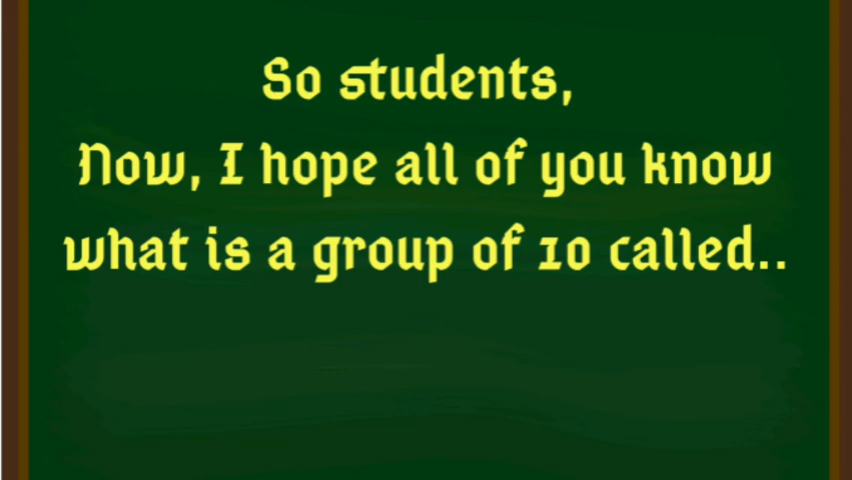 So students,
Now, I hope all of you know
what is a group of 10 called..